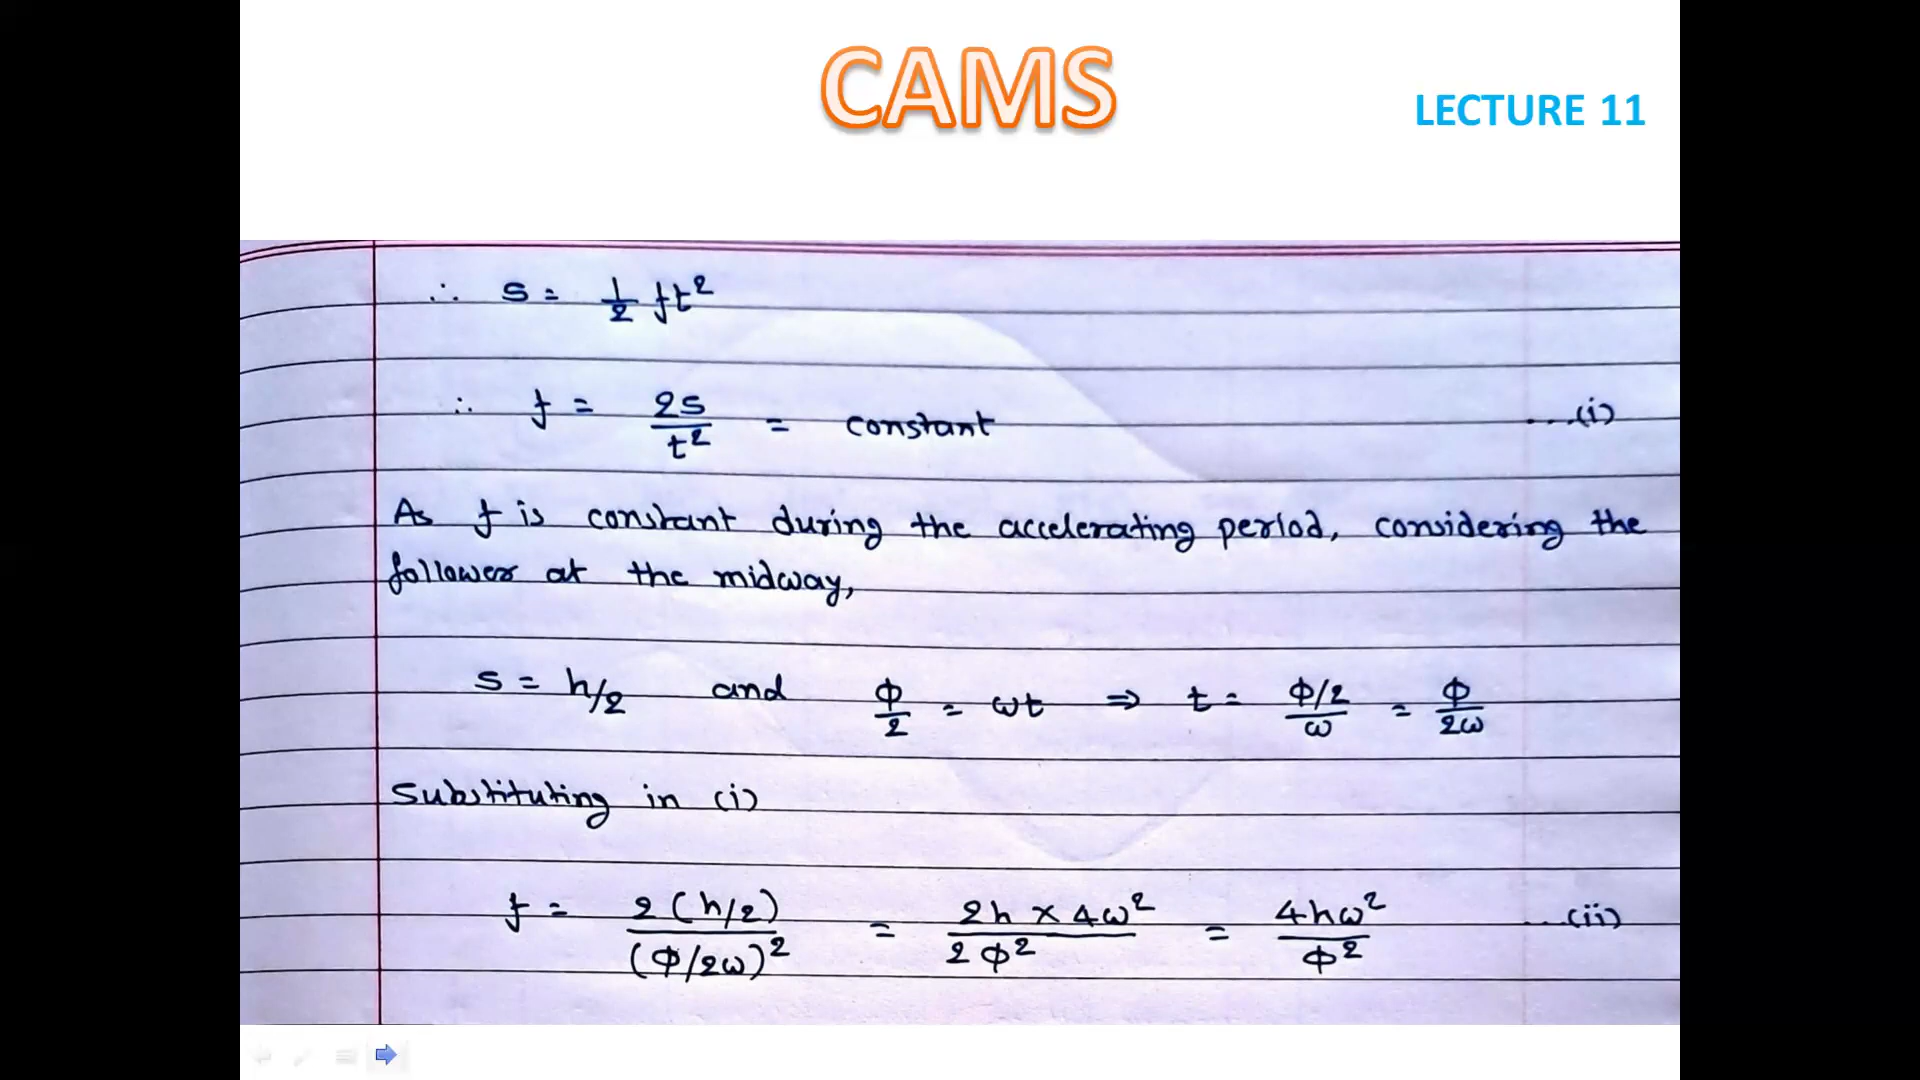 CAMS
LECTURE 11
∴ s = 1/2 ft²
∴ f = 2s/t² = constant ....(i)
As f is constant during the accelerating period, considering the
follower at the midway,
s = h/2 and Φ/2 = ωt ⇒ t = Φ/2/ω = Φ/2ω
Substituting in (i)
f = 2(h/2)/(Φ/2ω)² = 2h × 4ω²/2Φ² = 4hω²/Φ² ...(ii)